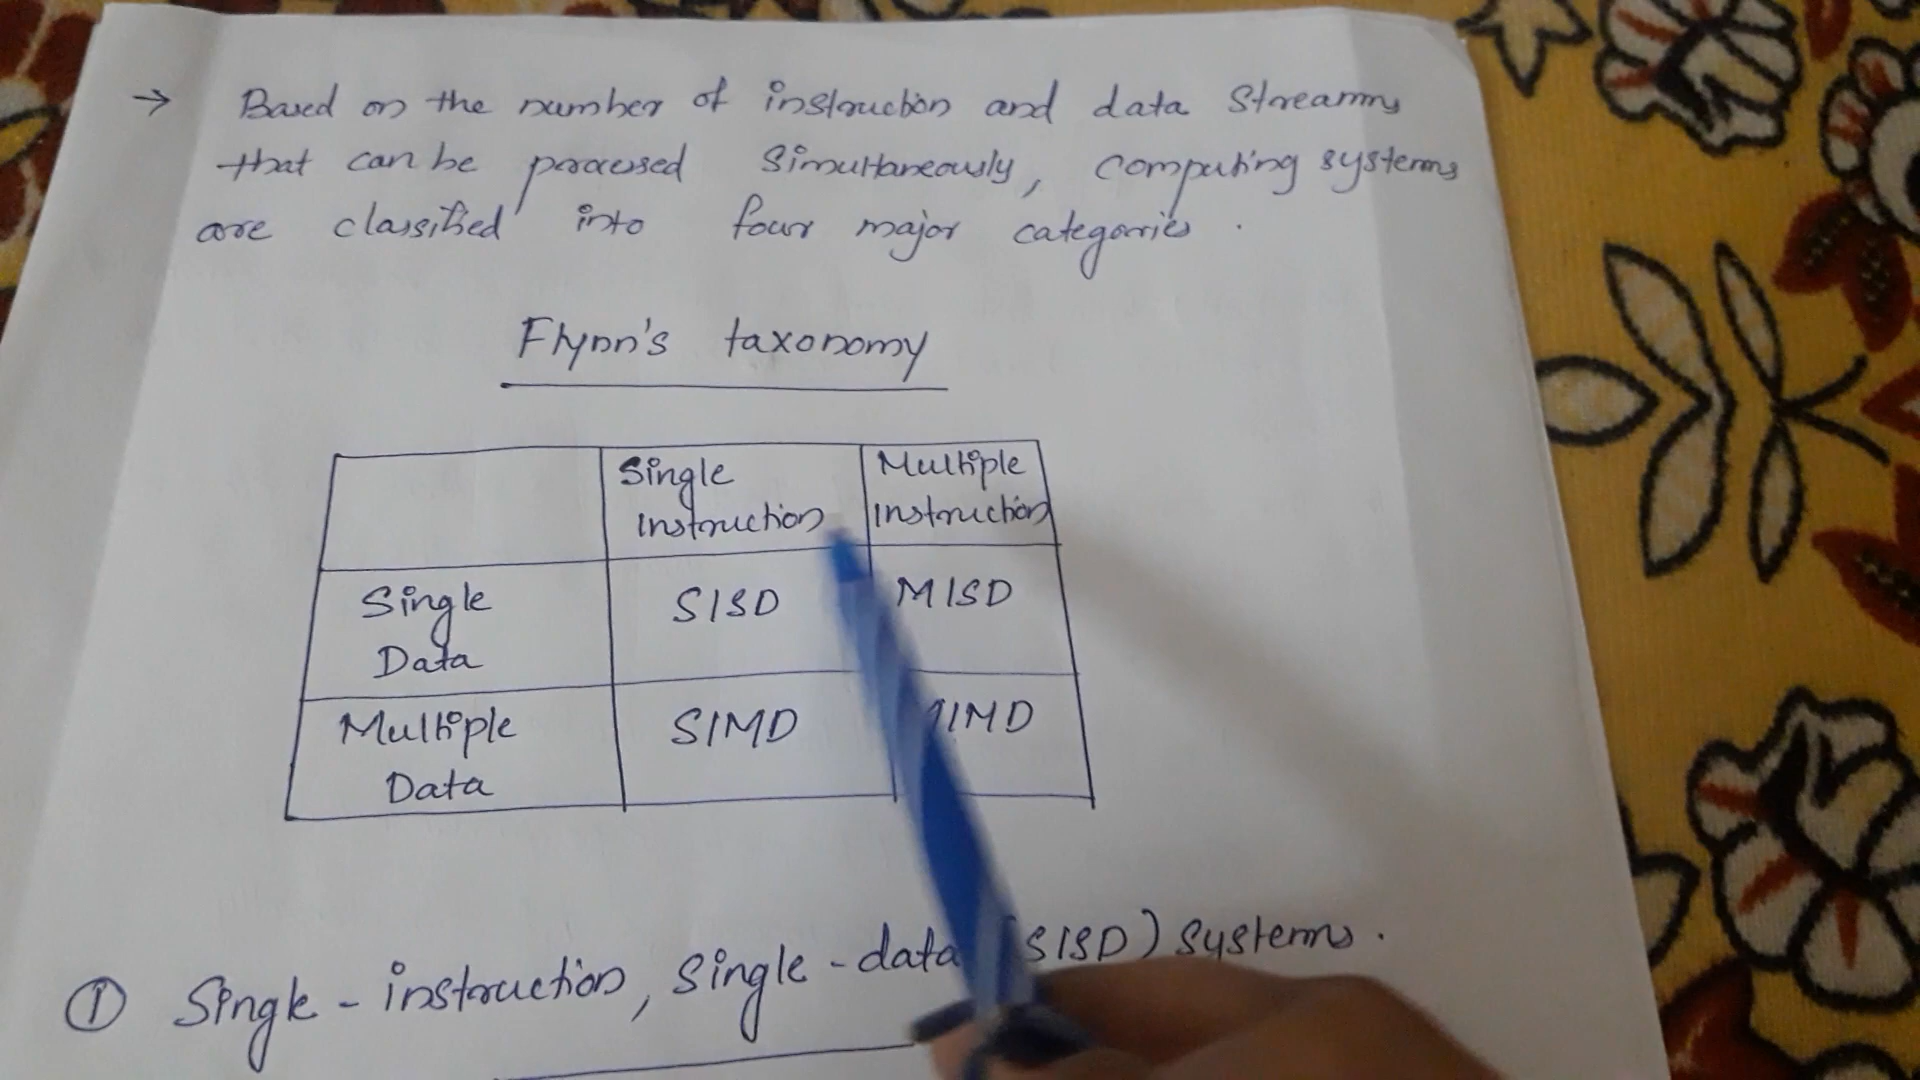 → Based on the number of instruction and data Streams
that can be processed Simultaneously, Computing systems
are classified into four major categories.
Flynn's taxonomy
Single Instruction
Multiple Instruction
Single Data
SISD
MISD
Multiple Data
SIMD
MIMD
① Single - instruction, Single - data (SISD) Systems.